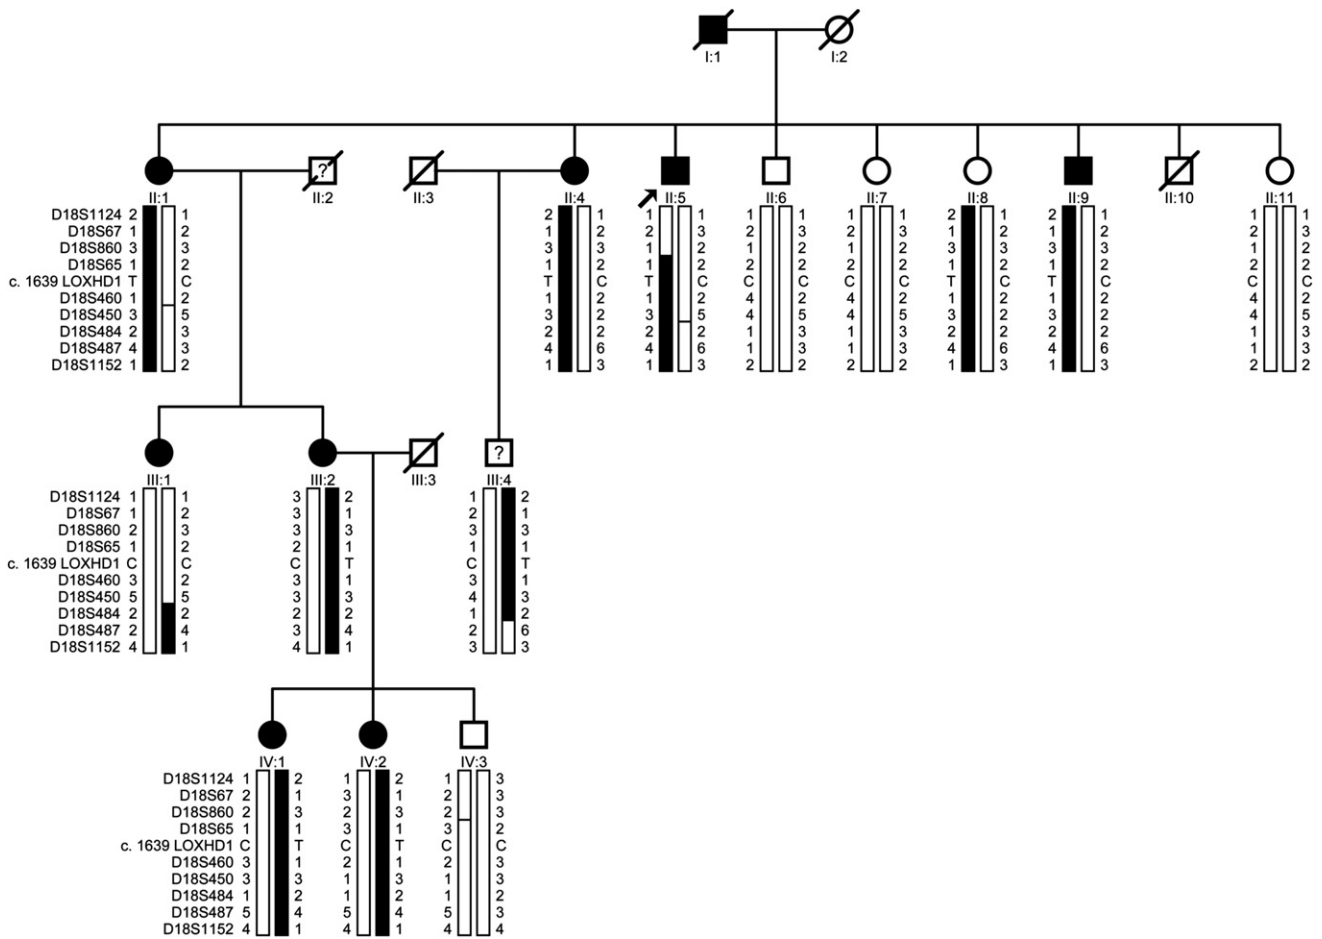 I:1 I:2
?
II:1 II:2 II:3 II:4 II:5 II:6 II:7 II:8 II:9 II:10 II:11
D18S1124 2 1 2 1 1 1 1 1 1 1 2 1 2 1 1 1
D18S67 1 2 1 2 2 3 2 3 2 3 1 2 1 3 2 3
D18S860 3 3 3 3 1 2 1 2 1 2 3 3 3 2 1 2
D18S65 1 2 1 2 1 2 2 2 2 2 1 2 1 2 2 2
c. 1639 LOXHD1 T C T C T C C C C C T C T C C C
D18S460 1 2 1 2 1 2 4 2 4 2 1 2 1 2 4 2
D18S450 3 5 3 2 3 5 4 5 4 5 3 2 3 5 4 5
D18S484 2 3 2 2 2 2 1 3 1 3 2 2 2 3 1 3
D18S487 4 3 4 6 4 6 1 3 1 3 4 6 4 3 1 3
D18S1152 1 2 1 3 1 3 2 2 2 2 1 3 1 2 2 2
?
III:1 III:2 III:3 III:4
D18S1124 1 1 3 2 1 2
D18S67 1 2 3 1 2 1
D18S860 2 3 3 3 3 3
D18S65 1 2 2 1 1 1
c. 1639 LOXHD1 C C C T C T
D18S460 3 2 3 1 3 1
D18S450 5 5 3 3 4 3
D18S484 2 2 2 2 1 2
D18S487 2 4 3 4 2 6
D18S1152 4 1 4 1 3 3
IV:1 IV:2 IV:3
D18S1124 1 2 1 2 1 3
D18S67 2 1 3 1 2 3
D18S860 2 3 2 3 2 3
D18S65 1 1 3 1 3 2
c. 1639 LOXHD1 C T C T C C
D18S460 3 1 2 1 2 3
D18S450 3 3 1 3 1 3
D18S484 1 2 1 2 1 2
D18S487 5 4 5 4 5 3
D18S1152 4 1 4 1 4 4